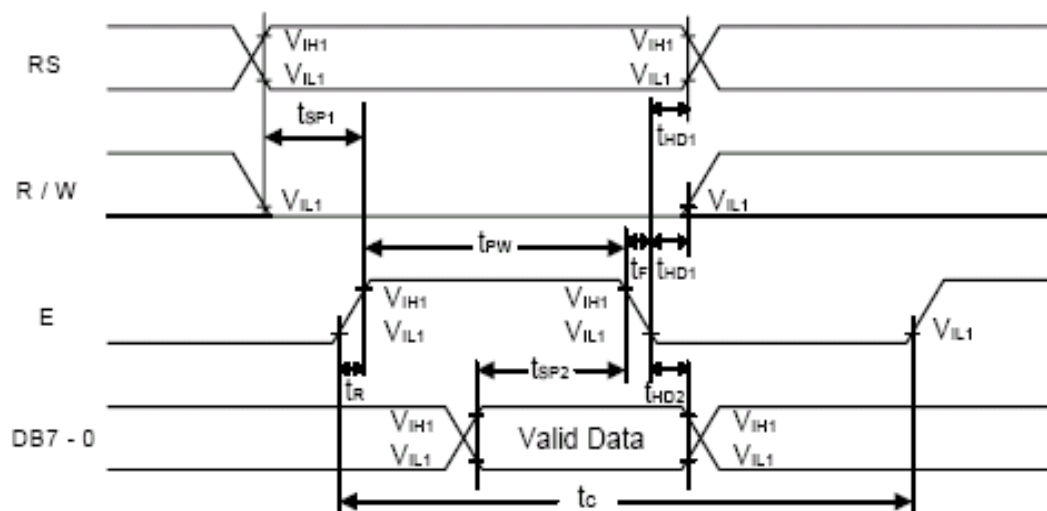 RS
VIH1 VIH1
VIL1 VIL1
tSP1 tHD1
R / W
VIL1 VIL1
tPW tF tHD1
E
VIH1 VIH1
VIL1 VIL1 VIL1
tR tSP2 tHD2
DB7 - 0
VIH1 Valid Data VIH1
VIL1 VIL1
tC